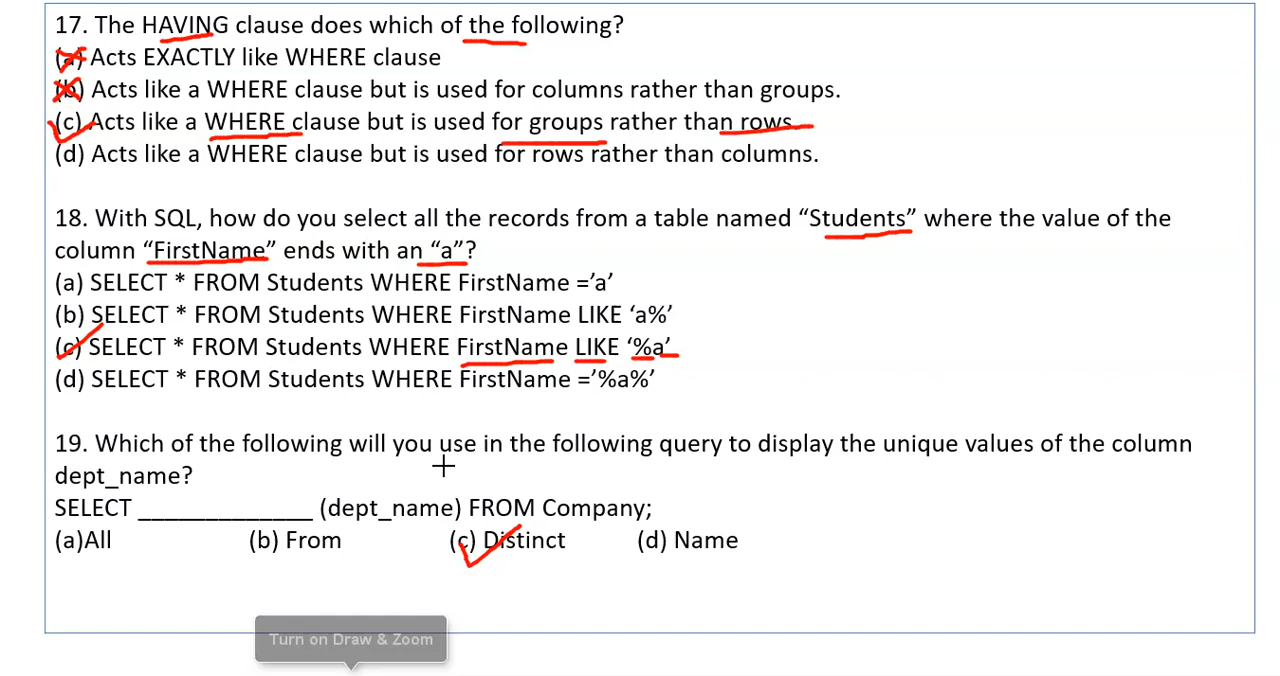 17. The HAVING clause does which of the following?
(a) Acts EXACTLY like WHERE clause
(b) Acts like a WHERE clause but is used for columns rather than groups.
(c) Acts like a WHERE clause but is used for groups rather than rows.
(d) Acts like a WHERE clause but is used for rows rather than columns.
18. With SQL, how do you select all the records from a table named “Students” where the value of the
column “FirstName” ends with an “a”?
(a) SELECT * FROM Students WHERE FirstName =’a’
(b) SELECT * FROM Students WHERE FirstName LIKE ‘a%’
(c) SELECT * FROM Students WHERE FirstName LIKE ‘%a’
(d) SELECT * FROM Students WHERE FirstName =’%a%’
19. Which of the following will you use in the following query to display the unique values of the column
dept_name?
SELECT _____________ (dept_name) FROM Company;
(a)All (b) From (c) Distinct (d) Name
Turn on Draw & Zoom